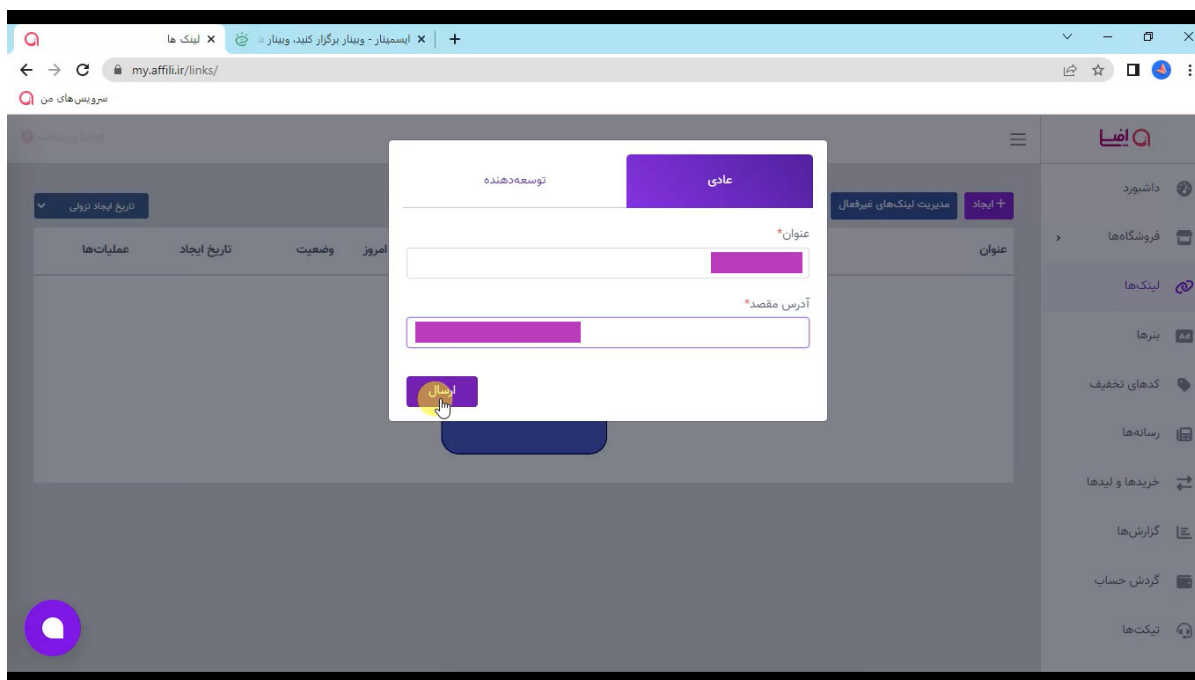 لینک ها
ایسمینار - وبینار برگزار کنید، وبینار
my.affili.ir/links/
سرویس‌های من
افیلی
عادی
توسعه‌دهنده
عنوان*
آدرس مقصد*
ارسال
+ ایجاد
مدیریت لینک‌های غیرفعال
تاریخ ایجاد نزولی
عنوان
امروز
وضعیت
تاریخ ایجاد
عملیات‌ها
داشبورد
فروشگاه‌ها
لینک‌ها
بنرها
Ad
کدهای تخفیف
رسانه‌ها
خریدها و لیدها
گزارش‌ها
گردش حساب
تیکت‌ها